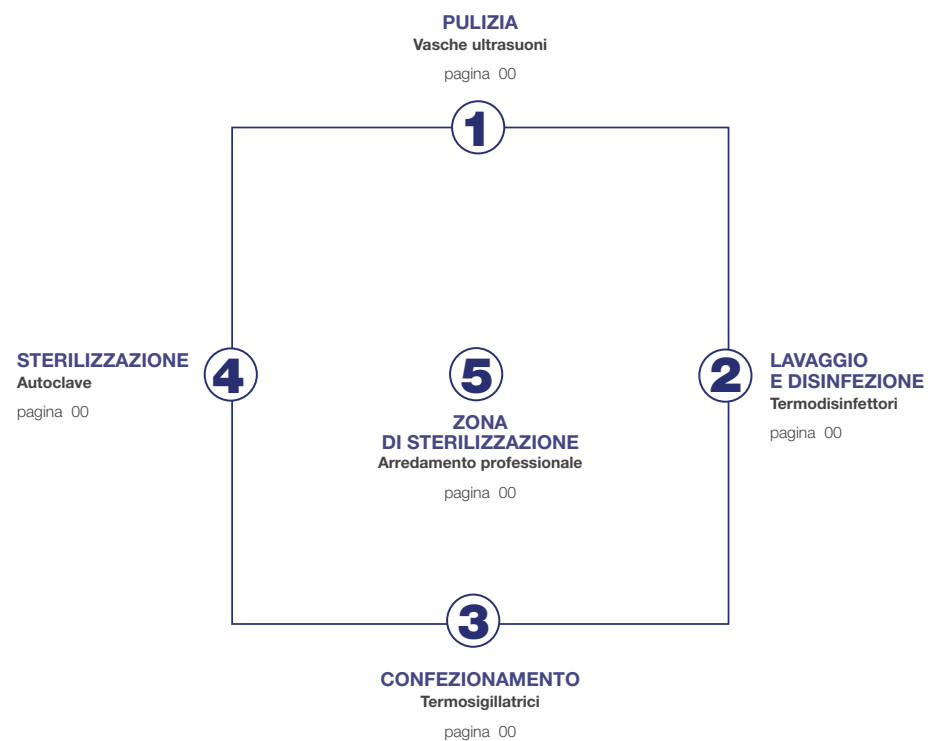 PULIZIA
Vasche ultrasuoni
pagina 00
1
STERILIZZAZIONE
Autoclave
pagina 00
4
5
ZONA
DI STERILIZZAZIONE
Arredamento professionale
pagina 00
2
LAVAGGIO
E DISINFEZIONE
Termodisinfettori
pagina 00
3
CONFEZIONAMENTO
Termosigillatrici
pagina 00